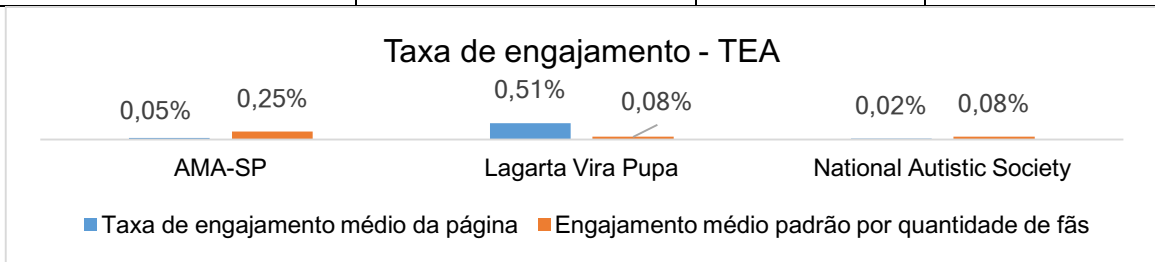 Taxa de engajamento - TEA
0,05% 0,25% 0,51% 0,08% 0,02% 0,08%
AMA-SP Lagarta Vira Pupa National Autistic Society
Taxa de engajamento médio da página Engajamento médio padrão por quantidade de fãs